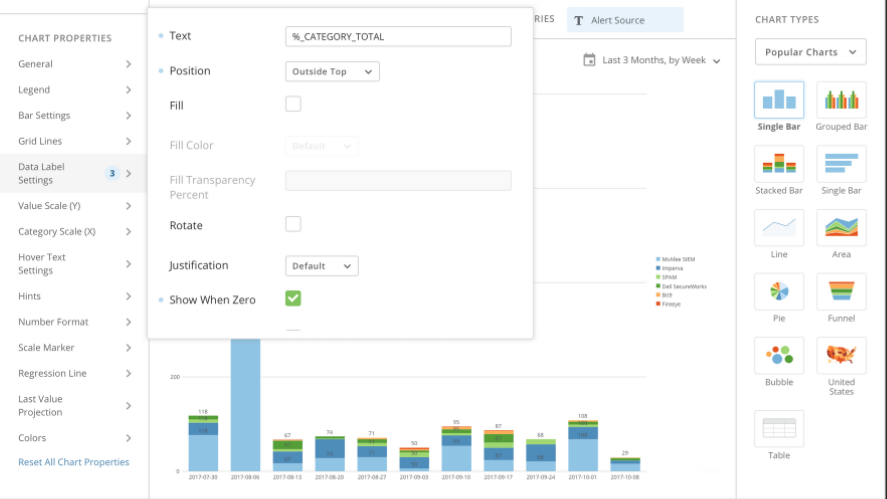 CHART PROPERTIES
General
Legend
Bar Settings
Grid Lines
Data Label
Settings
3
Value Scale (Y)
Category Scale (X)
Hover Text
Settings
Hints
Number Format
Scale Marker
Regression Line
Last Value
Projection
Colors
Reset All Chart Properties
Text
%_CATEGORY_TOTAL
Position
Outside Top
Fill
Fill Color
Default
Fill Transparency
Percent
Rotate
Justification
Default
Show When Zero
RIES
T Alert Source
Last 3 Months, by Week
McAfee SIEM
Imperva
SPAM
Dell SecureWorks
Bit9
Fireeye
200
0
118
67
74
71
50
95
87
68
108
29
2017-07-30
2017-08-06
2017-08-13
2017-08-20
2017-08-27
2017-09-03
2017-09-10
2017-09-17
2017-09-24
2017-10-01
2017-10-08
CHART TYPES
Popular Charts
Single Bar
Grouped Bar
Stacked Bar
Single Bar
Line
Area
Pie
Funnel
Bubble
United
States
Table